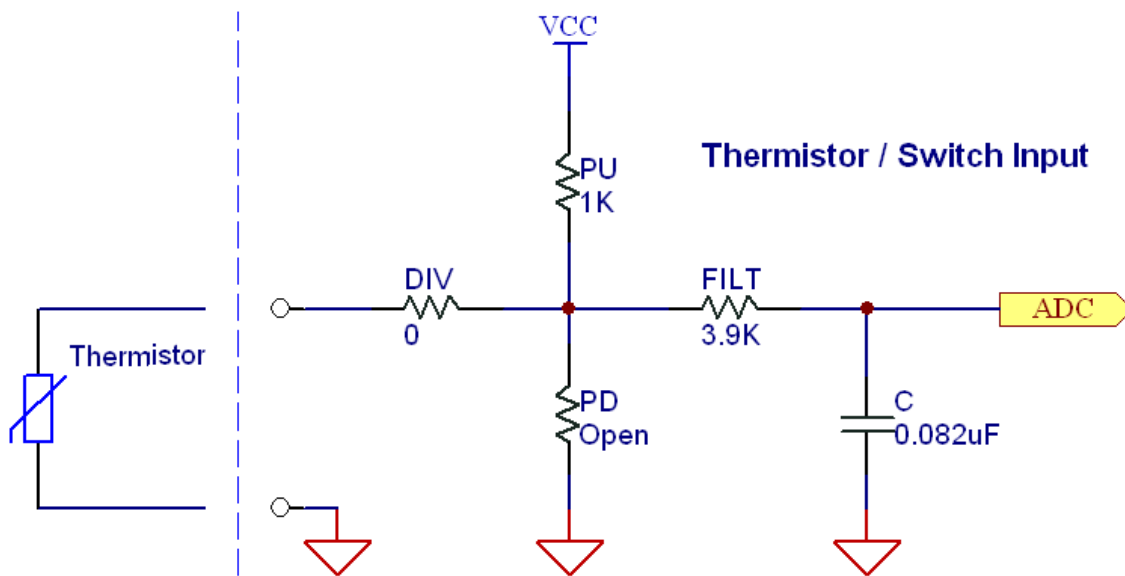 VCC
PU
1K
Thermistor / Switch Input
DIV
0
FILT
3.9K
ADC
Thermistor
PD
Open
C
0.082uF